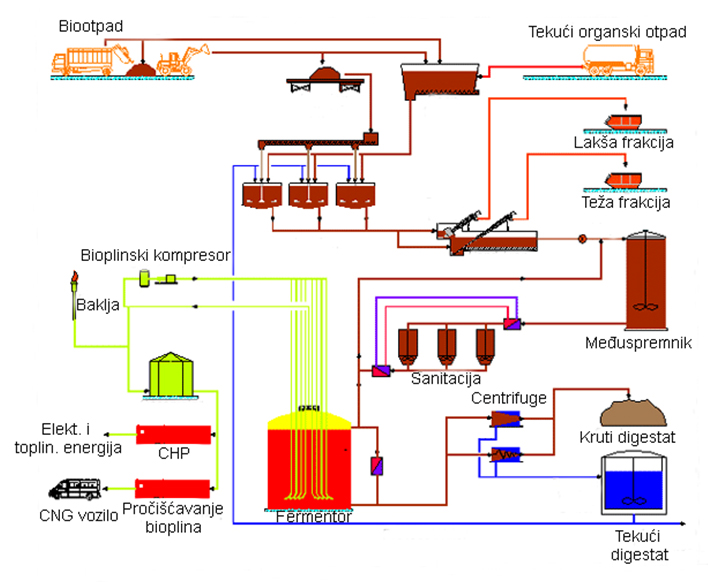 Biootpad
Tekući organski otpad
Lakša frakcija
Teža frakcija
Bioplinski kompresor
Baklja
Međuspremnik
Sanitacija
Centrifuge
Elekt. i
toplin. energija
CHP
Kruti digestat
CNG vozilo
Pročišćavanje
bioplina
Fermentor
Tekući
digestat